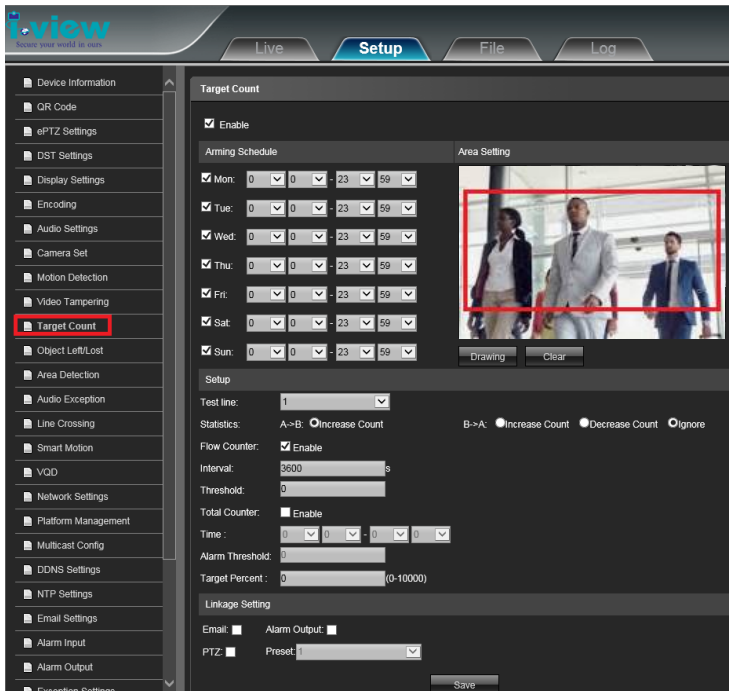 i.view
Secure your world in ours
Live Setup File Log
Device Information
QR Code
ePTZ Settings
DST Settings
Display Settings
Encoding
Audio Settings
Camera Set
Motion Detection
Video Tampering
Target Count
Object Left/Lost
Area Detection
Audio Exception
Line Crossing
Smart Motion
VQD
Network Settings
Platform Management
Multicast Config
DDNS Settings
NTP Settings
Email Settings
Alarm Input
Alarm Output
Exception Settings
Target Count
Enable
Arming Schedule
Mon: 0 0 - 23 59
Tue: 0 0 - 23 59
Wed: 0 0 - 23 59
Thu: 0 0 - 23 59
Fri: 0 0 - 23 59
Sat: 0 0 - 23 59
Sun: 0 0 - 23 59
Area Setting
Drawing Clear
Setup
Test line: 1
Statistics: A->B: Increase Count B->A: Increase Count Decrease Count Ignore
Flow Counter: Enable
Interval: 3600 s
Threshold: 0
Total Counter: Enable
Time : 0 0 - 0 0
Alarm Threshold: 0
Target Percent : 0 (0-10000)
Linkage Setting
Email: Alarm Output:
PTZ: Preset: 1
Save